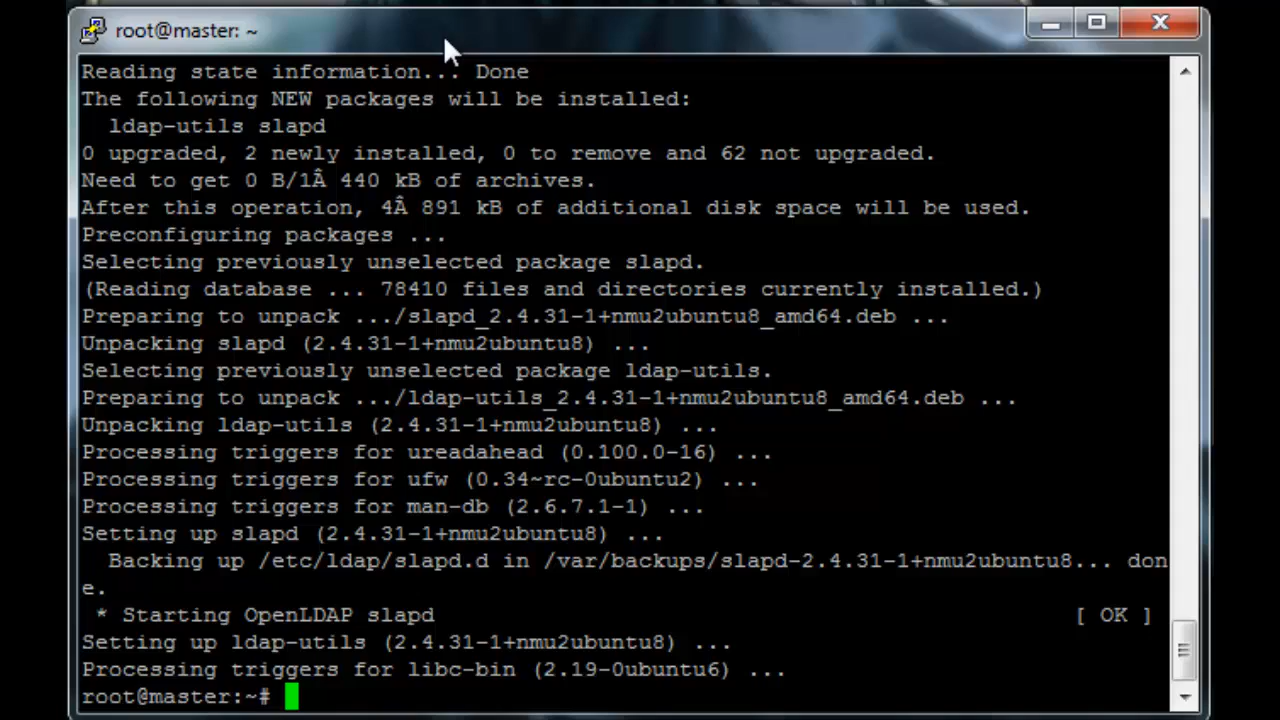 root@master: ~
Reading state information... Done
The following NEW packages will be installed:
ldap-utils slapd
0 upgraded, 2 newly installed, 0 to remove and 62 not upgraded.
Need to get 0 B/1Â 440 kB of archives.
After this operation, 4Â 891 kB of additional disk space will be used.
Preconfiguring packages ...
Selecting previously unselected package slapd.
(Reading database ... 78410 files and directories currently installed.)
Preparing to unpack .../slapd_2.4.31-1+nmu2ubuntu8_amd64.deb ...
Unpacking slapd (2.4.31-1+nmu2ubuntu8) ...
Selecting previously unselected package ldap-utils.
Preparing to unpack .../ldap-utils_2.4.31-1+nmu2ubuntu8_amd64.deb ...
Unpacking ldap-utils (2.4.31-1+nmu2ubuntu8) ...
Processing triggers for ureadahead (0.100.0-16) ...
Processing triggers for ufw (0.34~rc-0ubuntu2) ...
Processing triggers for man-db (2.6.7.1-1) ...
Setting up slapd (2.4.31-1+nmu2ubuntu8) ...
Backing up /etc/ldap/slapd.d in /var/backups/slapd-2.4.31-1+nmu2ubuntu8... don
e.
* Starting OpenLDAP slapd [ OK ]
Setting up ldap-utils (2.4.31-1+nmu2ubuntu8) ...
Processing triggers for libc-bin (2.19-0ubuntu6) ...
root@master:~#